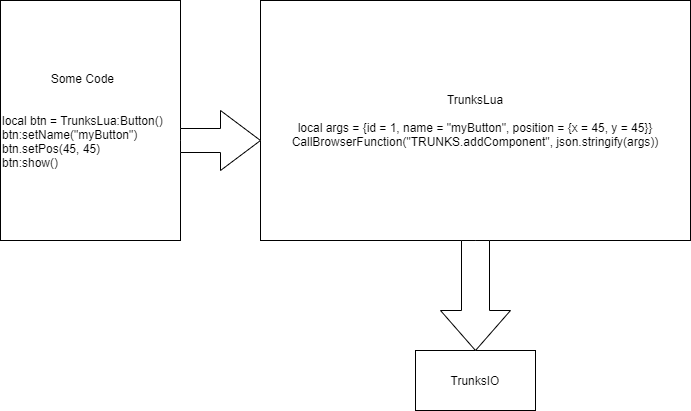 Some Code
local btn = TrunksLua:Button()
btn:setName("myButton")
btn.setPos(45, 45)
btn:show()
TrunksLua
local args = {id = 1, name = "myButton", position = {x = 45, y = 45}}
CallBrowserFunction("TRUNKS.addComponent", json.stringify(args))
TrunksIO